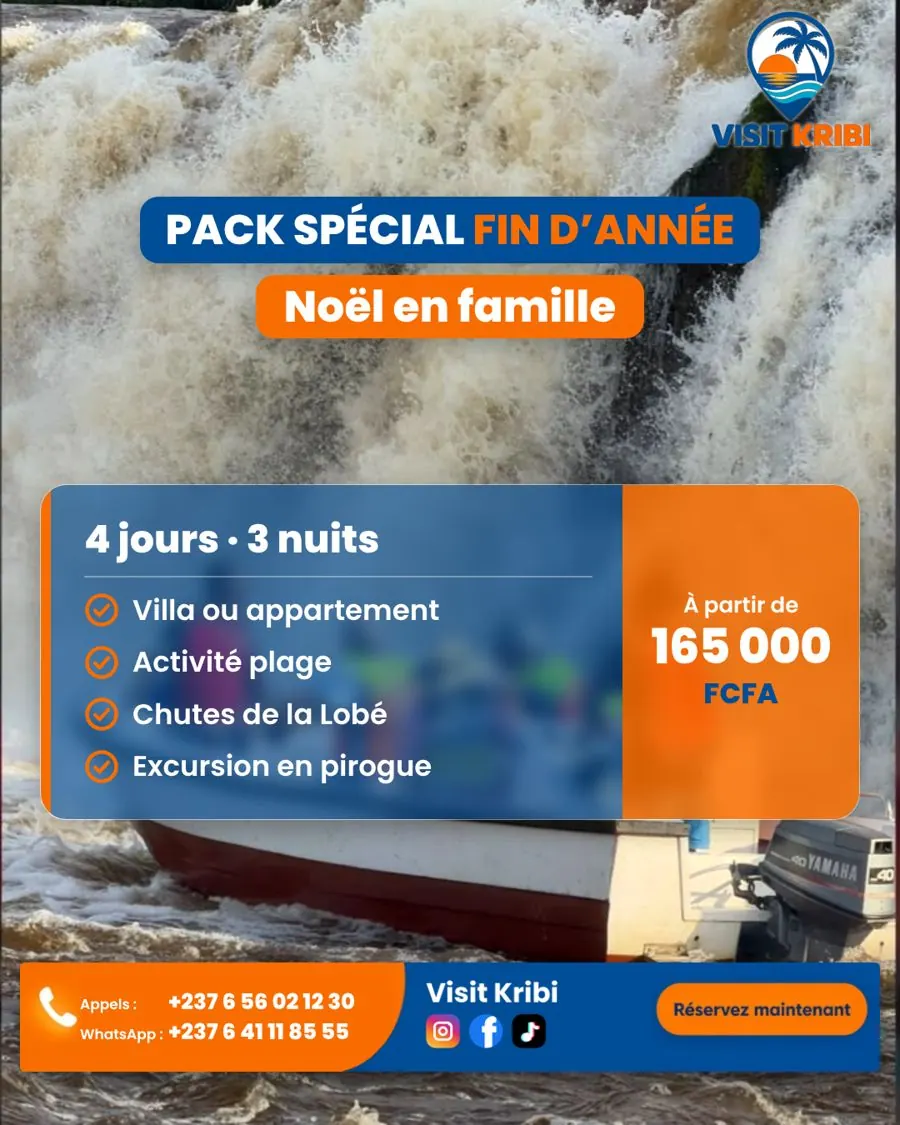 VISIT KRIBI
PACK SPÉCIAL FIN D’ANNÉE
Noël en famille
4 jours · 3 nuits
Villa ou appartement
Activité plage
Chutes de la Lobé
Excursion en pirogue
À partir de
165 000
FCFA
YAMAHA
40
Appels : +237 6 56 02 12 30
WhatsApp : +237 6 41 11 85 55
Visit Kribi
Réservez maintenant